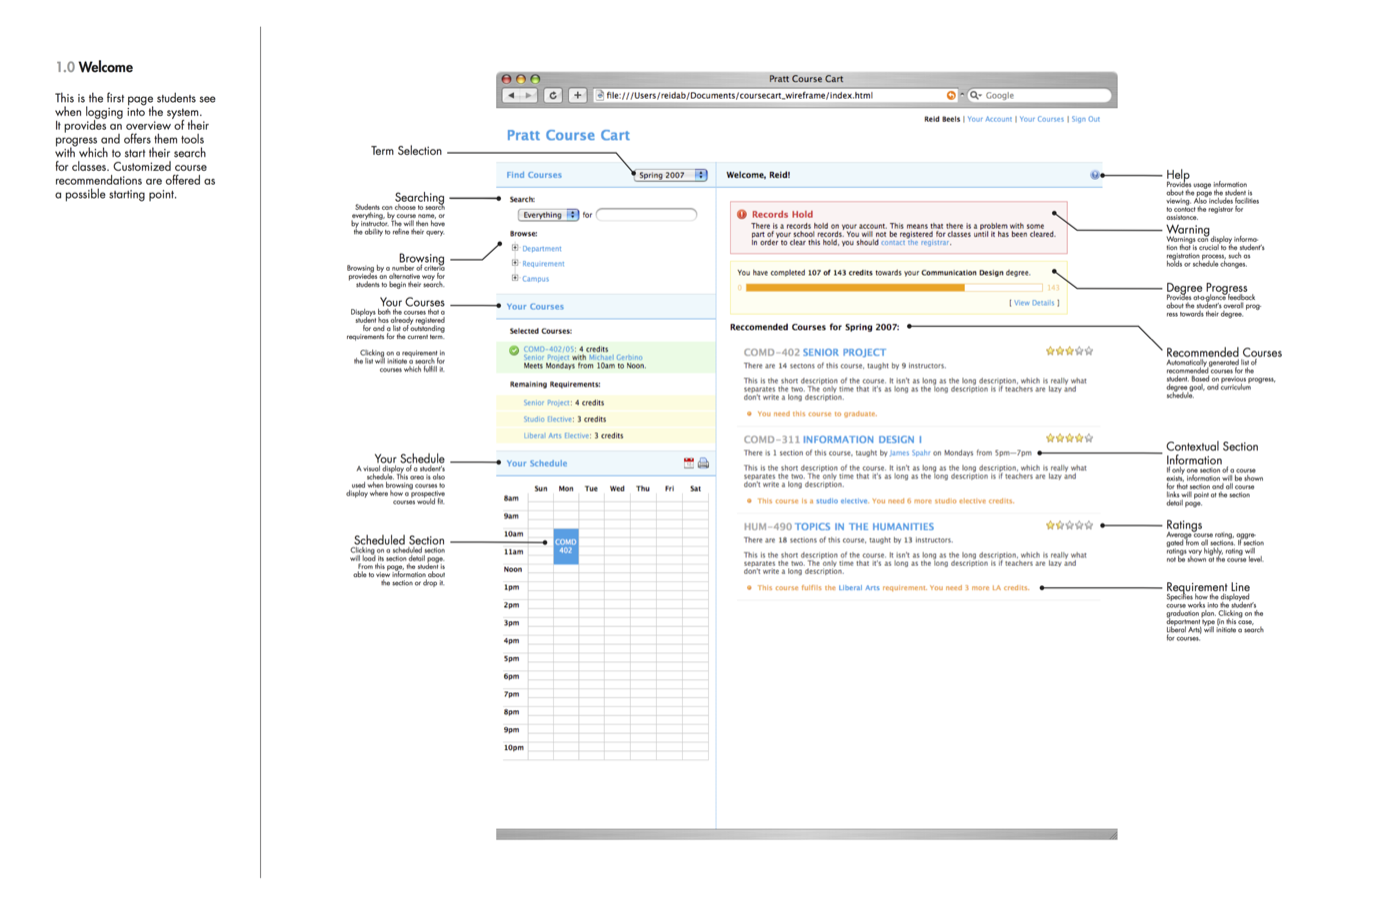 1.0 Welcome
This is the first page students see
when logging into the system.
It provides an overview of their
progress and offers them tools
with which to start their search
for classes. Customized course
recommendations are offered as
a possible starting point.
Term Selection
Searching
Students can choose to search
everything, by course name, or
by instructor. The will then have
the ability to refine their query.
Browsing
Browsing by a number of criteria
proviedes an alternative way for
students to begin their search.
Your Courses
Displays both the courses that a
student has already registered
for and a list of outstanding
requirements for the current term.
Clicking on a requirement in
the list will initiate a search for
courses which fulfill it.
Your Schedule
A visual display of a student's
schedule. This area is also
used when browsing courses to
display where how a prospective
courses would fit.
Scheduled Section
Clicking on a scheduled section
will load its section detail page.
From this page, the student is
able to view information about
the section or drop it.
Pratt Course Cart
file:///Users/reidab/Documents/coursecart_wireframe/index.html
Google
Reid Beels | Your Account | Your Courses | Sign Out
Pratt Course Cart
Find Courses
Spring 2007
Search:
Everything for
Browse:
Department
Requirement
Campus
Your Courses
Selected Courses:
COMD-402/05: 4 credits
Senior Project with Michael Gerbino
Meets Mondays from 10am to Noon.
Remaining Requirements:
Senior Project: 4 credits
Studio Elective: 3 credits
Liberal Arts Elective: 3 credits
Your Schedule
Sun Mon Tue Wed Thu Fri Sat
8am
9am
10am
11am
Noon
1pm
2pm
3pm
4pm
5pm
6pm
7pm
8pm
9pm
10pm
COMD
402
Welcome, Reid!
Records Hold
There is a records hold on your account. This means that there is a problem with some
part of your school records. You will not be registered for classes until it has been cleared.
In order to clear this hold, you should contact the registrar.
You have completed 107 of 143 credits towards your Communication Design degree.
0 143
[ View Details ]
Reccomended Courses for Spring 2007:
COMD-402 SENIOR PROJECT
There are 14 sectons of this course, taught by 9 instructors.
This is the short description of the course. It isn't as long as the long description, which is really what
separates the two. The only time that it's as long as the long description is if teachers are lazy and
don't write a long description.
You need this course to graduate.
COMD-311 INFORMATION DESIGN I
There is 1 section of this course, taught by James Spahr on Mondays from 5pm—7pm
This is the short description of the course. It isn't as long as the long description, which is really what
separates the two. The only time that it's as long as the long description is if teachers are lazy and
don't write a long description.
This course is a studio elective. You need 6 more studio elective credits.
HUM-490 TOPICS IN THE HUMANITIES
There are 18 sections of this course, taught by 13 instructors.
This is the short description of the course. It isn't as long as the long description, which is really what
separates the two. The only time that it's as long as the long description is if teachers are lazy and
don't write a long description.
This course fulfils the Liberal Arts requirement. You need 3 more LA credits.
Help
Provides usage information
about the page the student is
viewing. Also includes facilities
to contact the registrar for
assistance.
Warning
Warnings can display informa-
tion that is crucial to the student's
registration process, such as
holds or schedule changes.
Degree Progress
Provides at-a-glance feedback
about the student's overall prog-
ress towards their degree.
Recommended Courses
Automatically generated list of
recommended courses for the
student. Based on previous progress,
degree goal, and curriculum
schedule.
Contextual Section
Information
If only one section of a course
exists, information will be shown
for that section and all course
links will point at the section
detail page.
Ratings
Average course rating, aggre-
gated from all sections. If section
ratings vary highly, rating will
not be shown at the course level.
Requirement Line
Specifies how the displayed
course works into the student's
graduation plan. Clicking on the
department type (in this case,
Liberal Arts) will initiate a search
for courses.